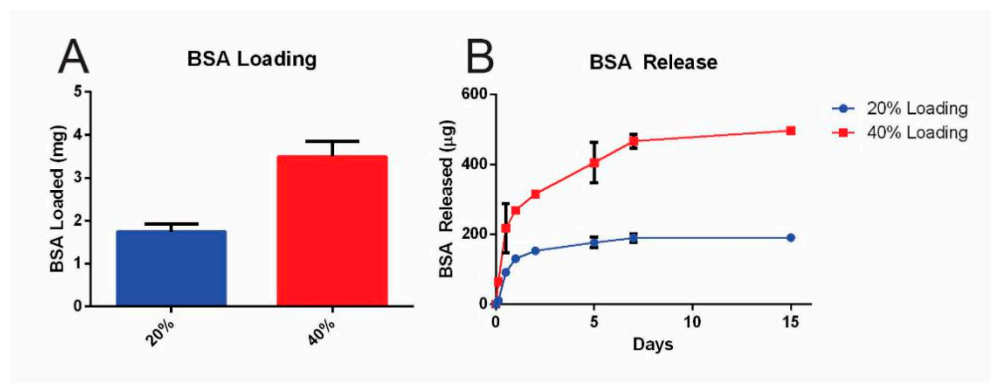 A
BSA Loading
BSA Loaded (mg)
5
4
3
2
1
0
20%
40%
B
BSA Release
BSA Released (µg)
600
400
200
0
0
5
10
15
Days
20% Loading
40% Loading